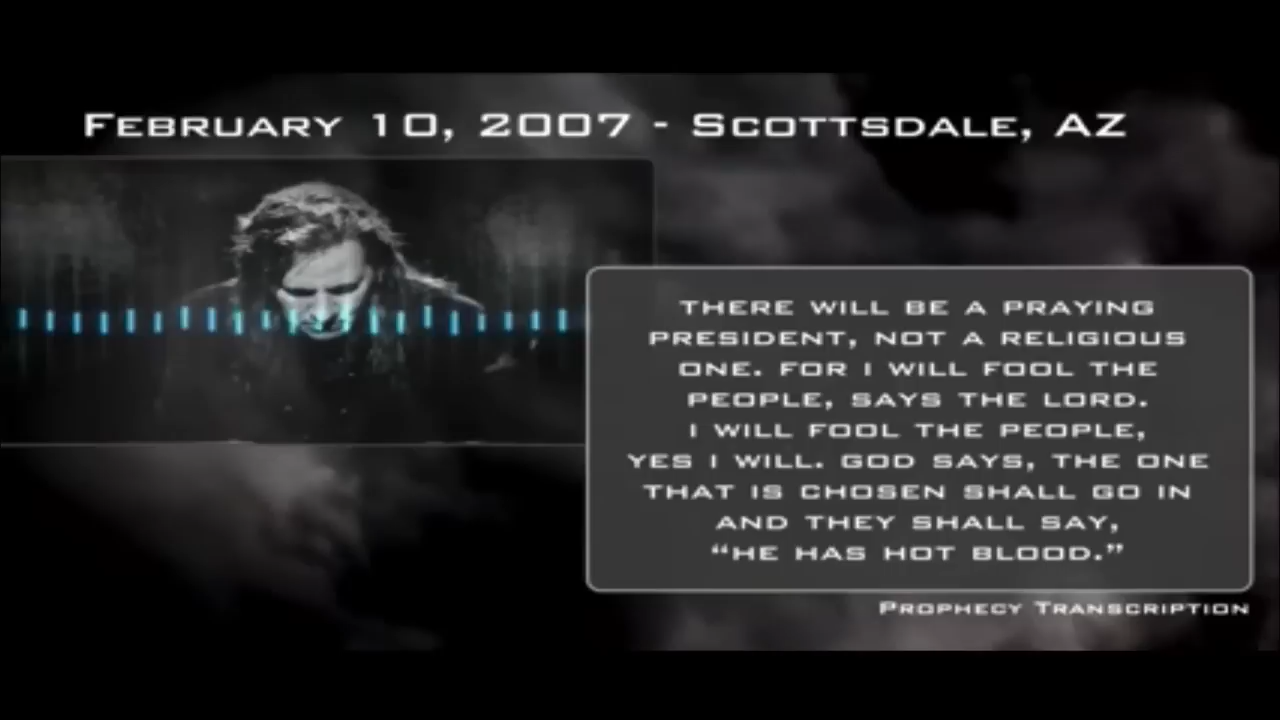 FEBRUARY 10, 2007 - SCOTTSDALE, AZ
THERE WILL BE A PRAYING
PRESIDENT, NOT A RELIGIOUS
ONE. FOR I WILL FOOL THE
PEOPLE, SAYS THE LORD.
I WILL FOOL THE PEOPLE,
YES I WILL. GOD SAYS, THE ONE
THAT IS CHOSEN SHALL GO IN
AND THEY SHALL SAY,
“HE HAS HOT BLOOD.”
PROPHECY TRANSCRIPTION